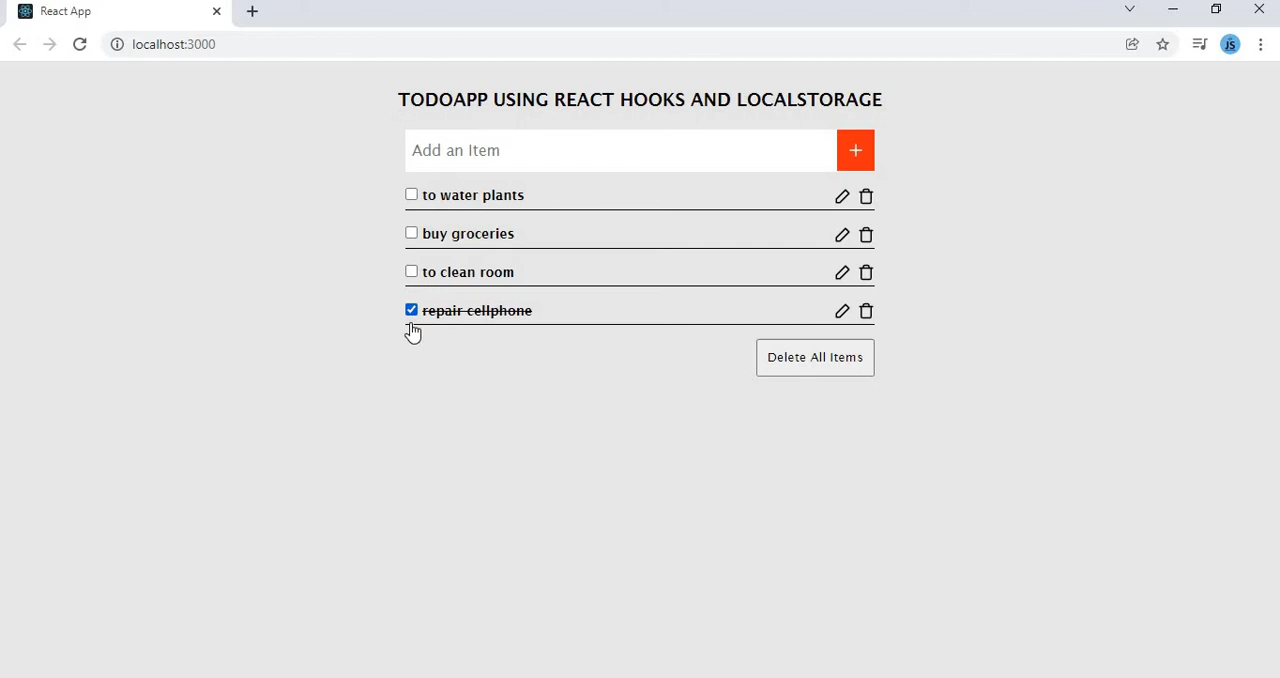 React App
localhost:3000
JS
TODOAPP USING REACT HOOKS AND LOCALSTORAGE
Add an Item
+
to water plants
buy groceries
to clean room
repair cellphone
Delete All Items